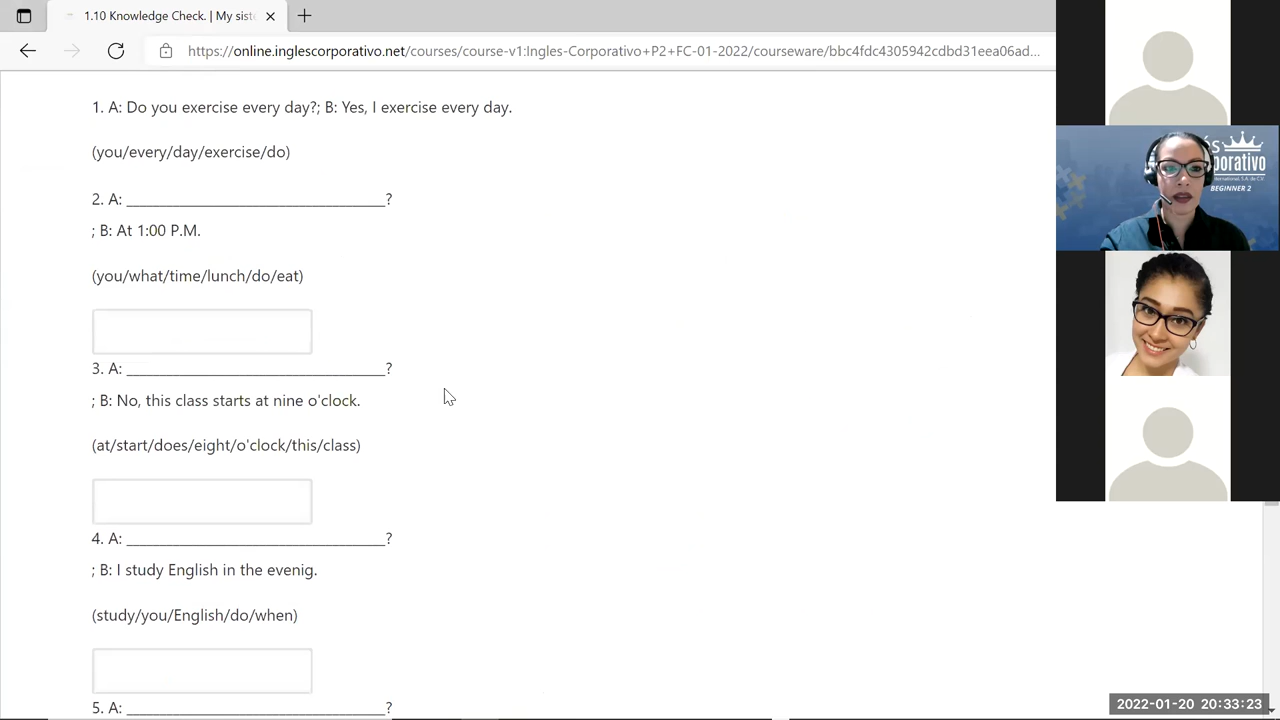 1.10 Knowledge Check. | My sist
https://online.inglescorporativo.net/courses/course-v1:Ingles-Corporativo+P2+FC-01-2022/courseware/bbc4fdc4305942cdbd31eea06ad...
1. A: Do you exercise every day?; B: Yes, I exercise every day.
(you/every/day/exercise/do)
2. A: ________________________________?
; B: At 1:00 P.M.
(you/what/time/lunch/do/eat)
3. A: ________________________________?
; B: No, this class starts at nine o'clock.
(at/start/does/eight/o'clock/this/class)
4. A: ________________________________?
; B: I study English in the evenig.
(study/you/English/do/when)
5. A: ________________________________?
BEGINNER 2
2022-01-20 20:33:23